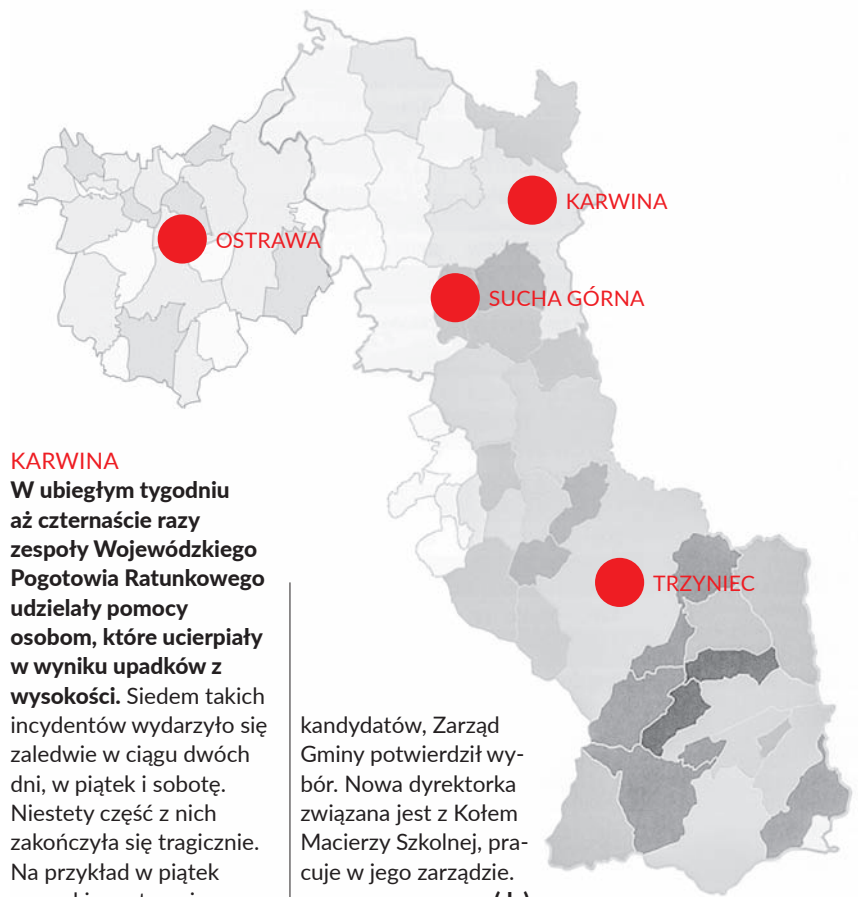 KARWINA
OSTRAWA
SUCHA GÓRNA
TRZYNIEC
KARWINA
W ubiegłym tygodniu
aż czternaście razy
zespoły Wojewódzkiego
Pogotowia Ratunkowego
udzielały pomocy
osobom, które ucierpiały
w wyniku upadków z
wysokości. Siedem takich
incydentów wydarzyło się
zaledwie w ciągu dwóch
dni, w piątek i sobotę.
Niestety część z nich
zakończyła się tragicznie.
Na przykład w piątek
kandydatów, Zarząd
Gminy potwierdził wy-
bór. Nowa dyrektorka
związana jest z Kołem
Macierzy Szkolnej, pra-
cuje w jego zarządzie.